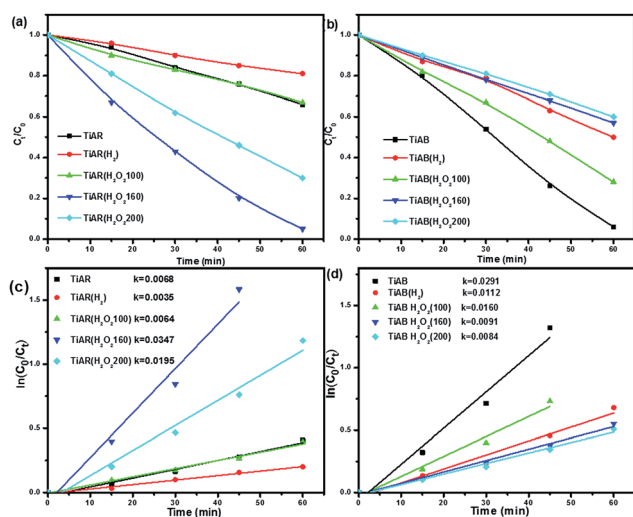 (a)
1.0
0.8
0.6
0.4
0.2
0.0
Cₜ/C₀
TiAR
TiAR(H₂)
TiAR(H₂O₂100)
TiAR(H₂O₂160)
TiAR(H₂O₂200)
0 10 20 30 40 50 60
Time (min)
(b)
1.0
0.8
0.6
0.4
0.2
0.0
Cₜ/C₀
TiAB
TiAB(H₂)
TiAB(H₂O₂100)
TiAB(H₂O₂160)
TiAB(H₂O₂200)
0 10 20 30 40 50 60
Time (min)
(c)
1.5
1.0
0.5
0.0
ln(C₀/Cₜ)
TiAR k=0.0068
TiAR(H₂) k=0.0035
TiAR(H₂O₂100) k=0.0064
TiAR(H₂O₂160) k=0.0347
TiAR(H₂O₂200) k=0.0195
0 10 20 30 40 50 60
Time (min)
(d)
1.5
1.0
0.5
0.0
ln(C₀/Cₜ)
TiAB k=0.0291
TiAB(H₂) k=0.0112
TiAB H₂O₂(100) k=0.0160
TiAB H₂O₂(160) k=0.0091
TiAB H₂O₂(200) k=0.0084
0 10 20 30 40 50 60
Time (min)